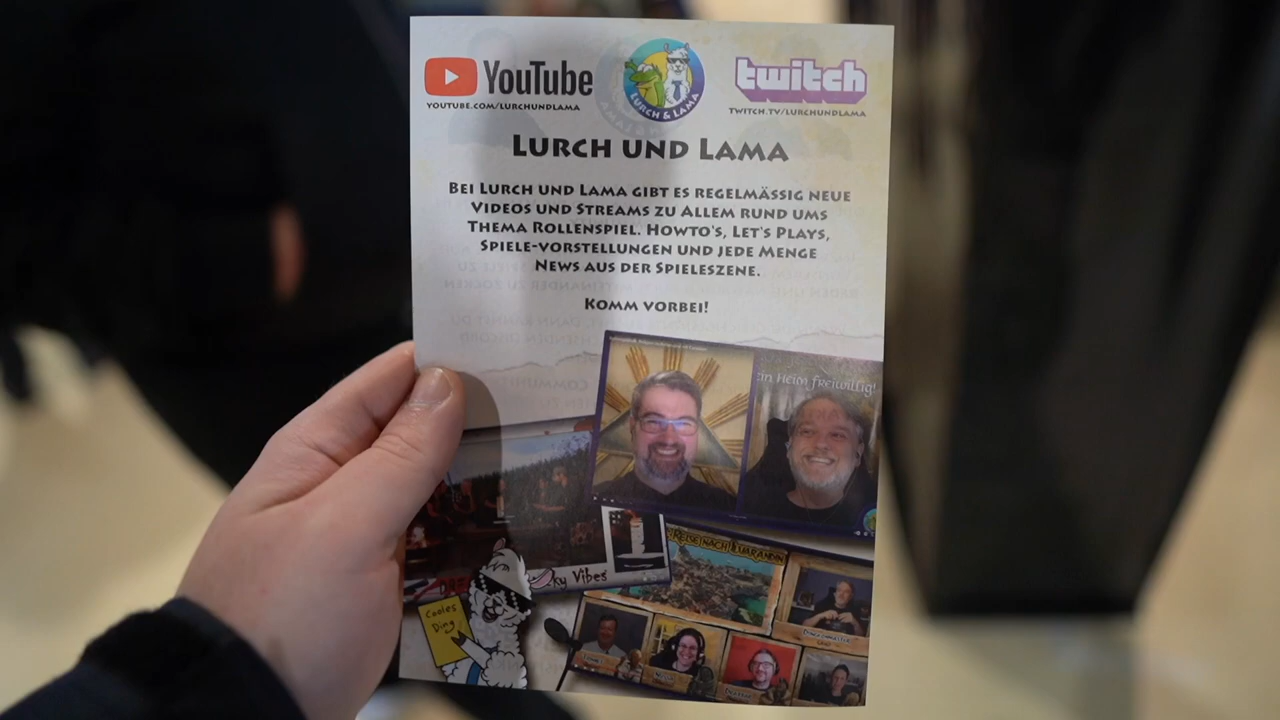 YouTube
YOUTUBE.COM/LURCHUNDLAMA
LURCH & LAMA
twitch
TWITCH.TV/LURCHUNDLAMA
LURCH UND LAMA
BEI LURCH UND LAMA GIBT ES REGELMÄSSIG NEUE
VIDEOS UND STREAMS ZU ALLEM RUND UMS
THEMA ROLLENSPIEL. HOWTO'S, LET'S PLAYS,
SPIELE-VORSTELLUNGEN UND JEDE MENGE
NEWS AUS DER SPIELESZENE.
KOMM VORBEI!
in Heim freiwillig!
REISE NACH
ky Vibes
Cooles
Ding